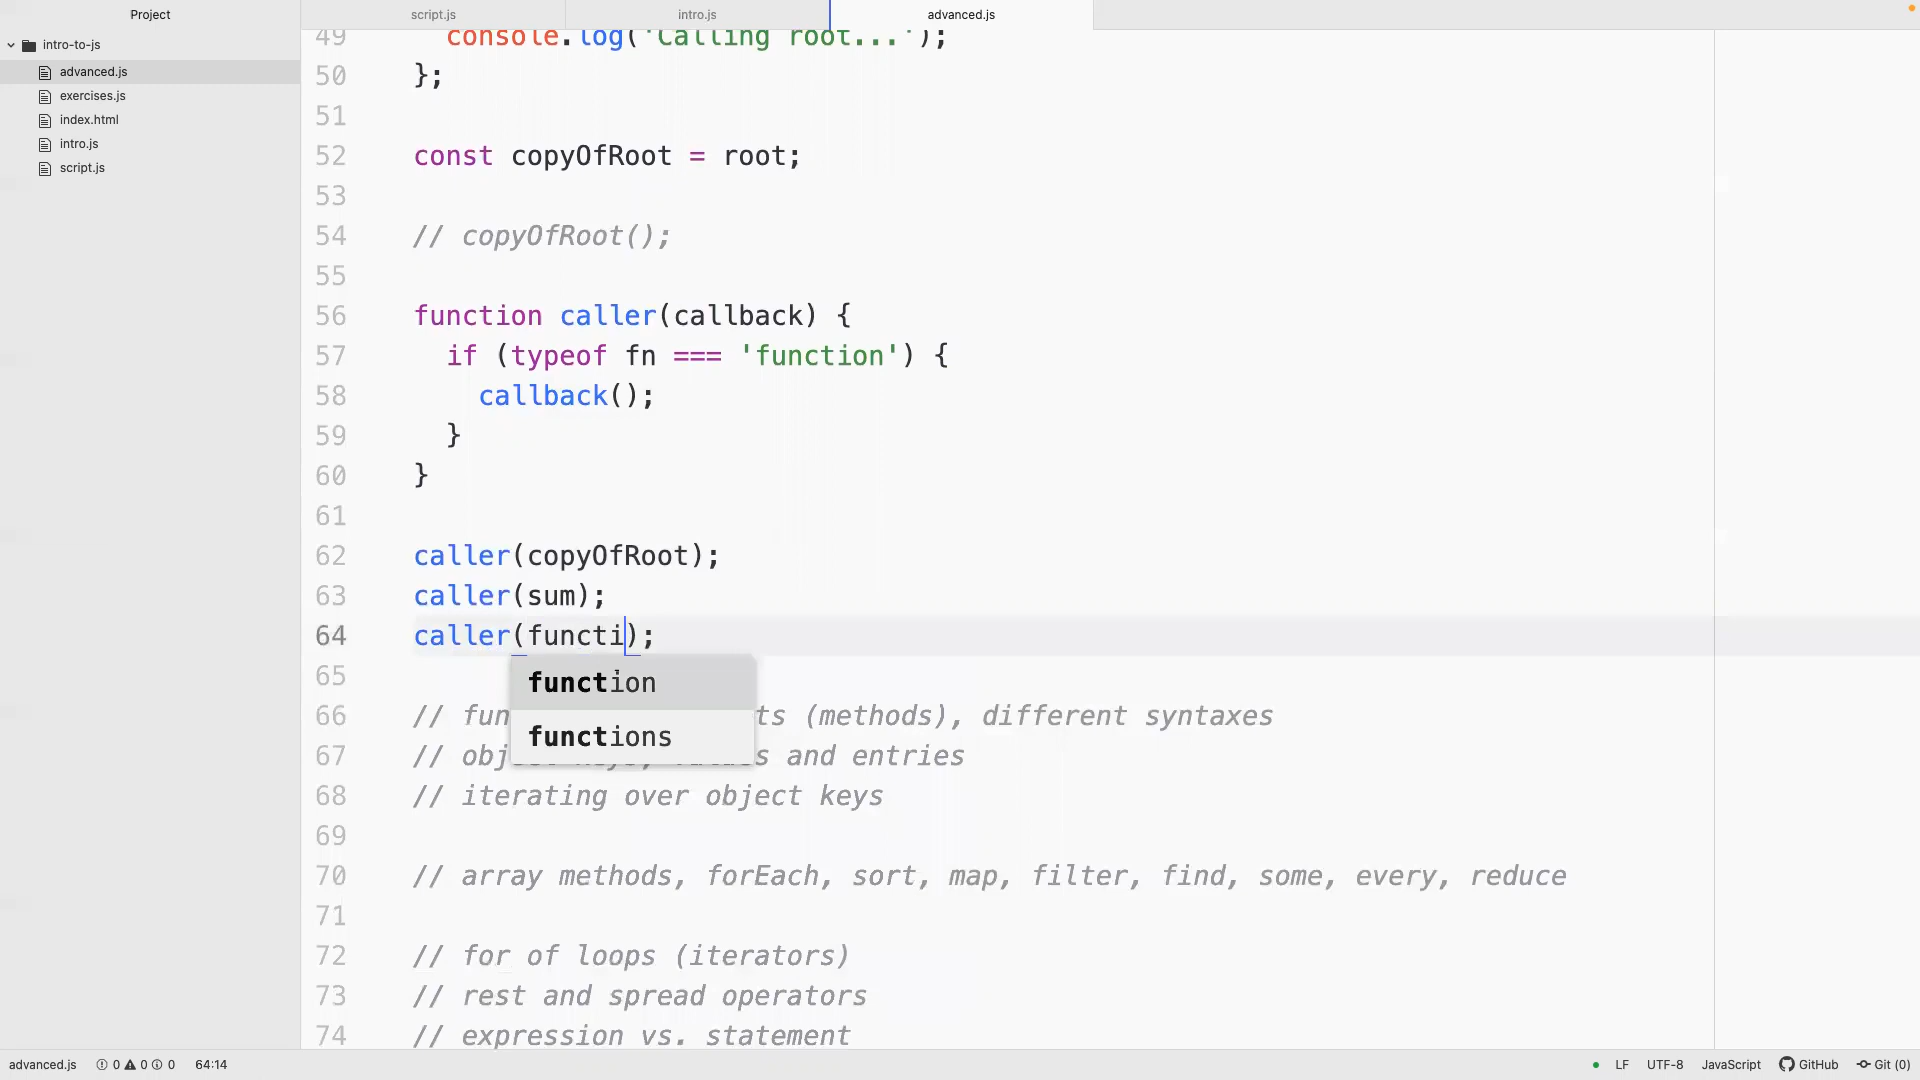 Project
script.js
intro.js
advanced.js
intro-to-js
advanced.js
exercises.js
index.html
intro.js
script.js
49 console.log('Calling root...');
50 };
51
52 const copyOfRoot = root;
53
54 // copyOfRoot();
55
56 function caller(callback) {
57 if (typeof fn === 'function') {
58 callback();
59 }
60 }
61
62 caller(copyOfRoot);
63 caller(sum);
64 caller(functi);
function
functions
65
66 // fun ts (methods), different syntaxes
67 // obj and entries
68 // iterating over object keys
69
70 // array methods, forEach, sort, map, filter, find, some, every, reduce
71
72 // for of loops (iterators)
73 // rest and spread operators
74 // expression vs. statement
advanced.js 0 0 0 64:14
LF UTF-8 JavaScript GitHub Git (0)